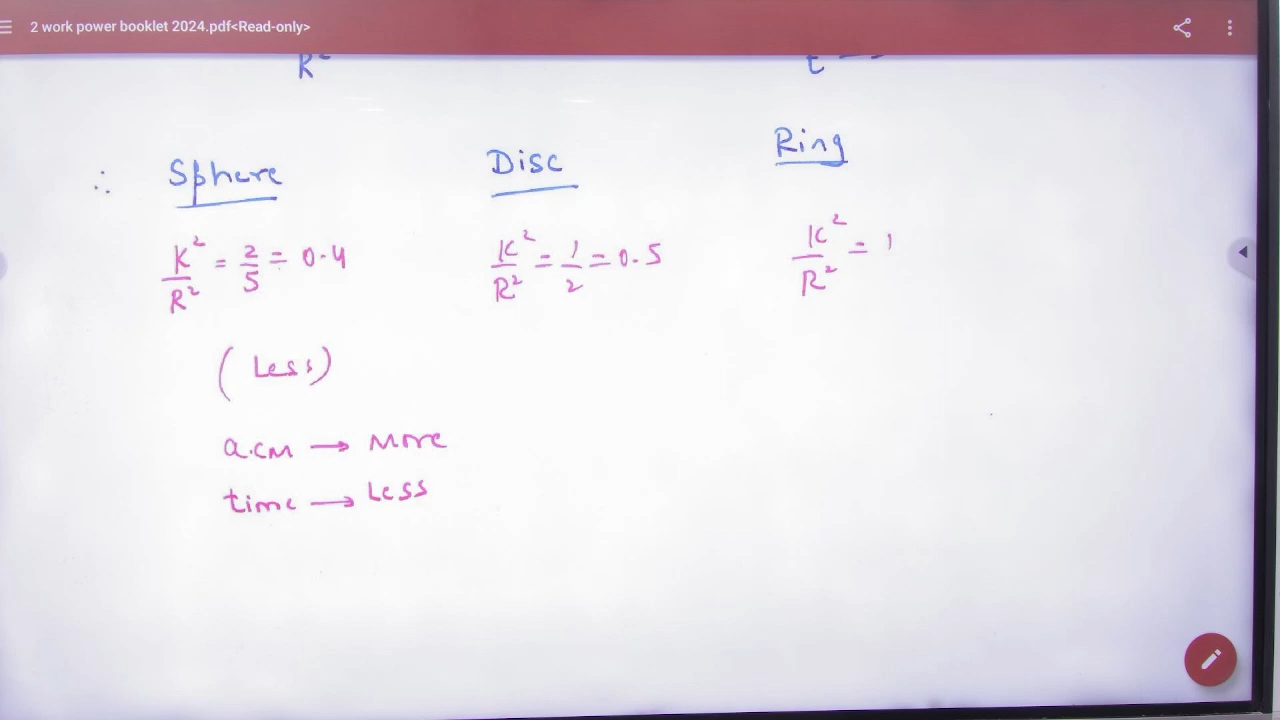 2 work power booklet 2024.pdf<Read-only>
R²
t
∴ Sphere Disc Ring
K²/R² = 2/5 = 0.4 K²/R² = 1/2 = 0.5 K²/R² = 1
(Less)
a.cm → More
time → Less